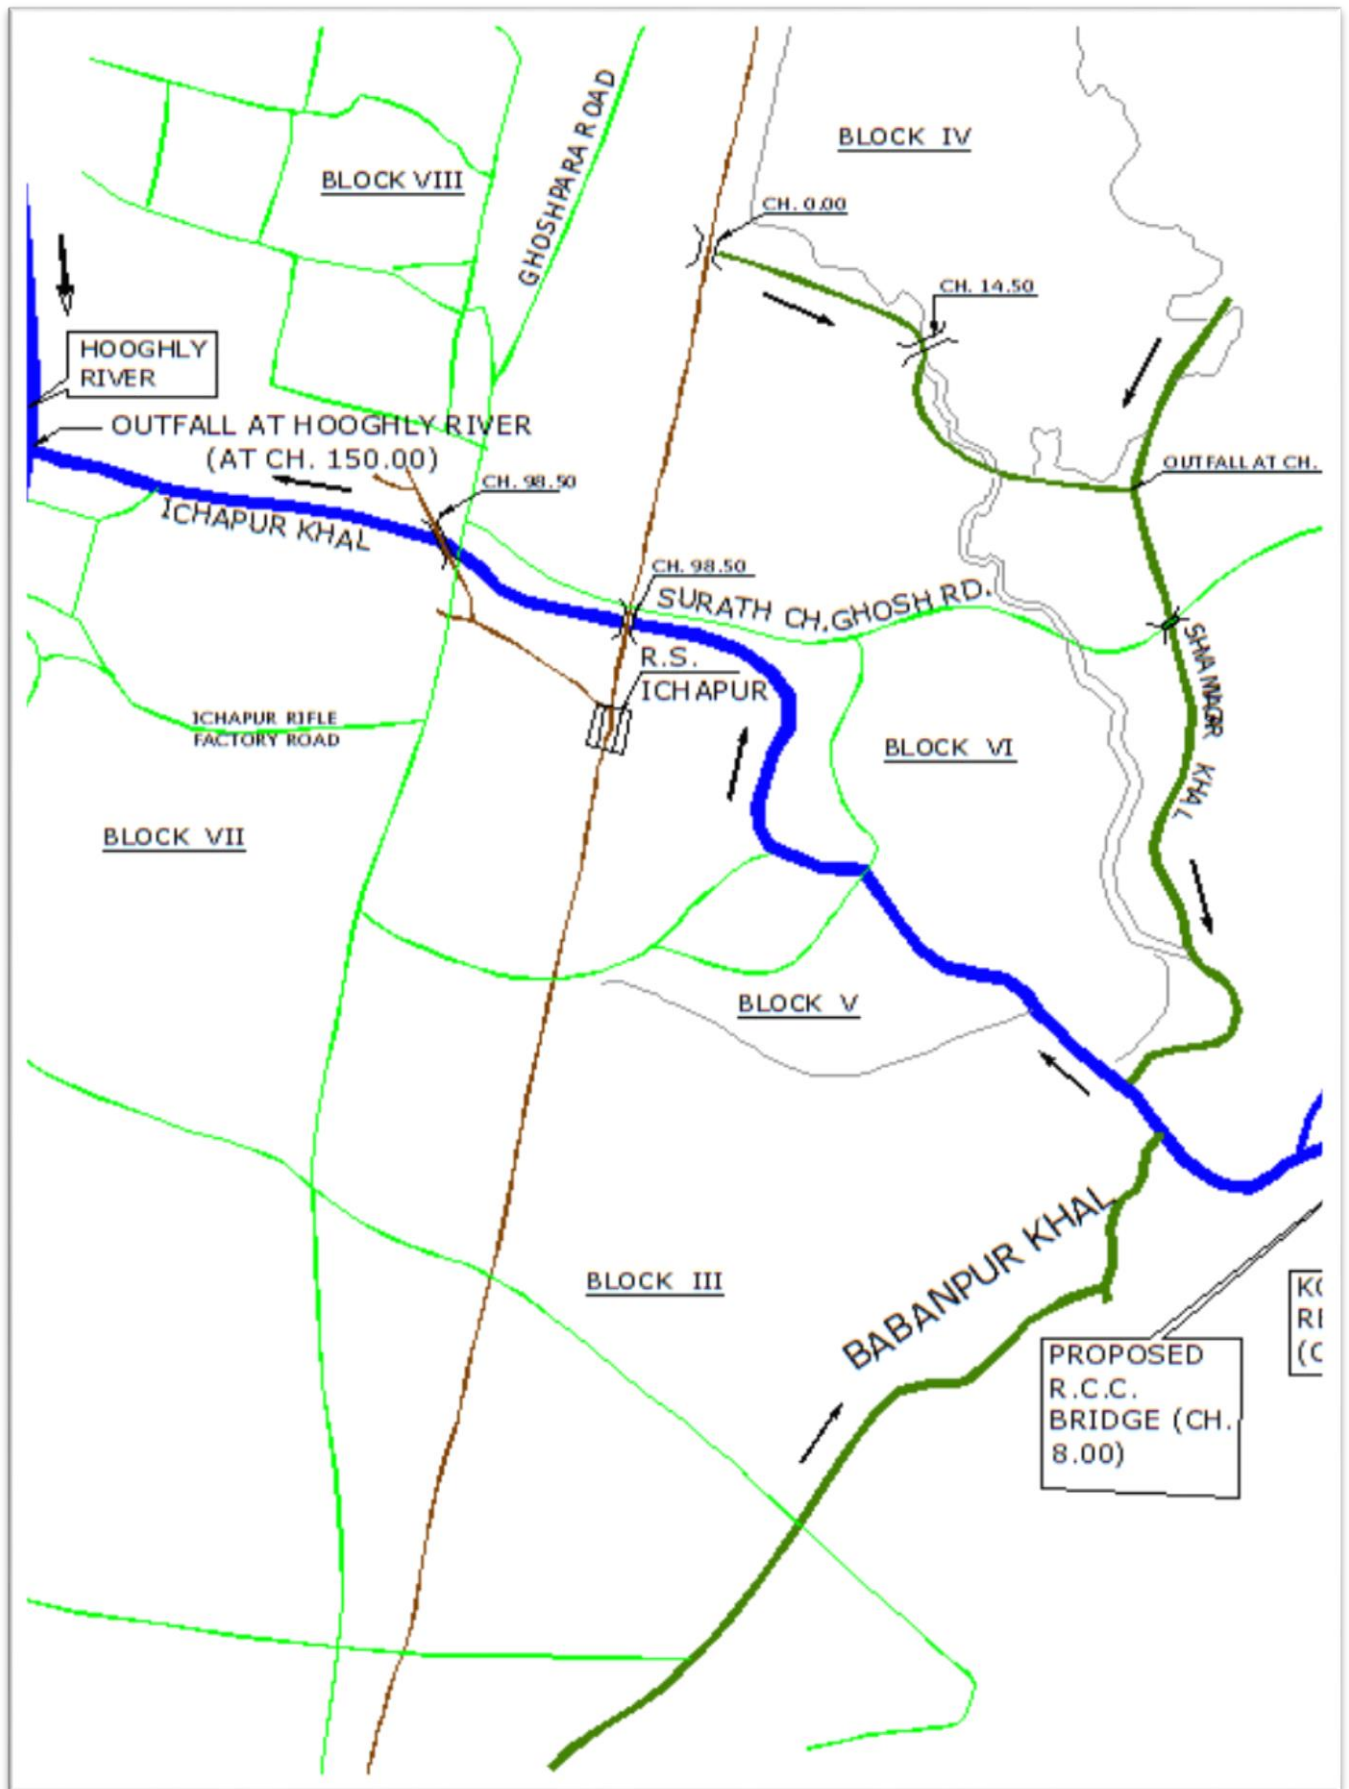 BLOCK IV
GHOSHPARA ROAD
BLOCK VIII
CH. 0.00
CH. 14.50
HOOGHLY
RIVER
OUTFALL AT HOOGHLY RIVER
(AT CH. 150.00)
OUTFALL AT CH.
CH. 98.50
ICHAPUR KHAL
CH. 98.50
SURATH CH.GHOSH RD.
R.S.
ICHAPUR
SHAMAGR KHAL
ICHAPUR RIFLE
FACTORY ROAD
BLOCK VI
BLOCK VII
BLOCK V
BABANPUR KHAL
BLOCK III
PROPOSED
R.C.C.
BRIDGE (CH.
8.00)